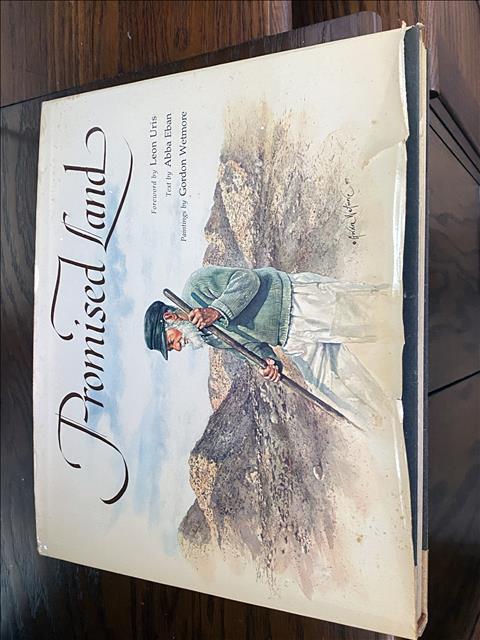 Promised Land
Foreword by Leon Uris
Text by Abba Eban
Paintings by Gordon Wetmore